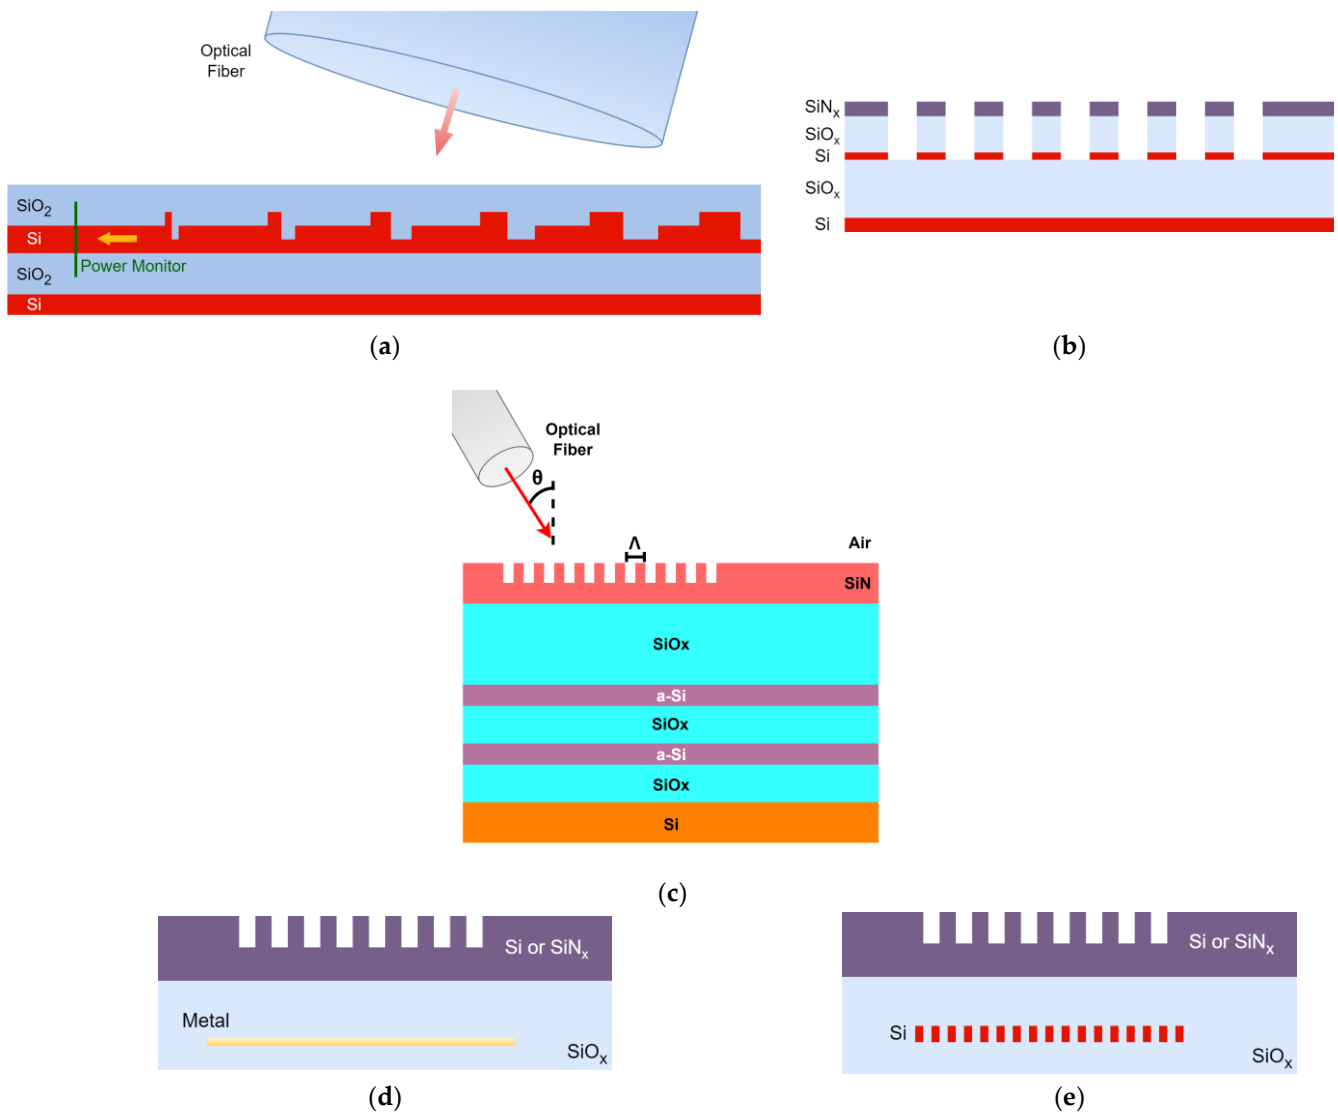 Optical
Fiber
SiO2
Si
Power Monitor
SiO2
Si
(a)
SiNx
SiOx
Si
SiOx
Si
(b)
Optical
Fiber
θ
Λ
Air
SiN
SiOx
a-Si
SiOx
a-Si
SiOx
Si
(c)
Si or SiNx
Metal
SiOx
(d)
Si or SiNx
Si
SiOx
(e)